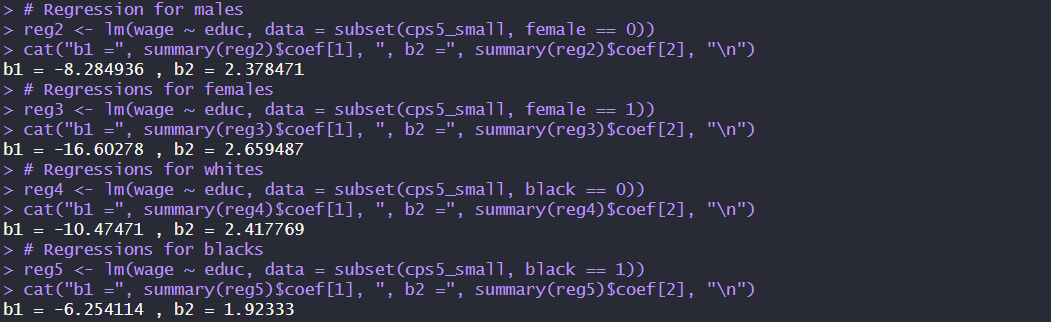 > # Regression for males
> reg2 <- lm(wage ~ educ, data = subset(cps5_small, female == 0))
> cat("b1 =", summary(reg2)$coef[1], ", b2 =", summary(reg2)$coef[2], "\n")
b1 = -8.284936 , b2 = 2.378471
> # Regressions for females
> reg3 <- lm(wage ~ educ, data = subset(cps5_small, female == 1))
> cat("b1 =", summary(reg3)$coef[1], ", b2 =", summary(reg3)$coef[2], "\n")
b1 = -16.60278 , b2 = 2.659487
> # Regressions for whites
> reg4 <- lm(wage ~ educ, data = subset(cps5_small, black == 0))
> cat("b1 =", summary(reg4)$coef[1], ", b2 =", summary(reg4)$coef[2], "\n")
b1 = -10.47471 , b2 = 2.417769
> # Regressions for blacks
> reg5 <- lm(wage ~ educ, data = subset(cps5_small, black == 1))
> cat("b1 =", summary(reg5)$coef[1], ", b2 =", summary(reg5)$coef[2], "\n")
b1 = -6.254114 , b2 = 1.92333